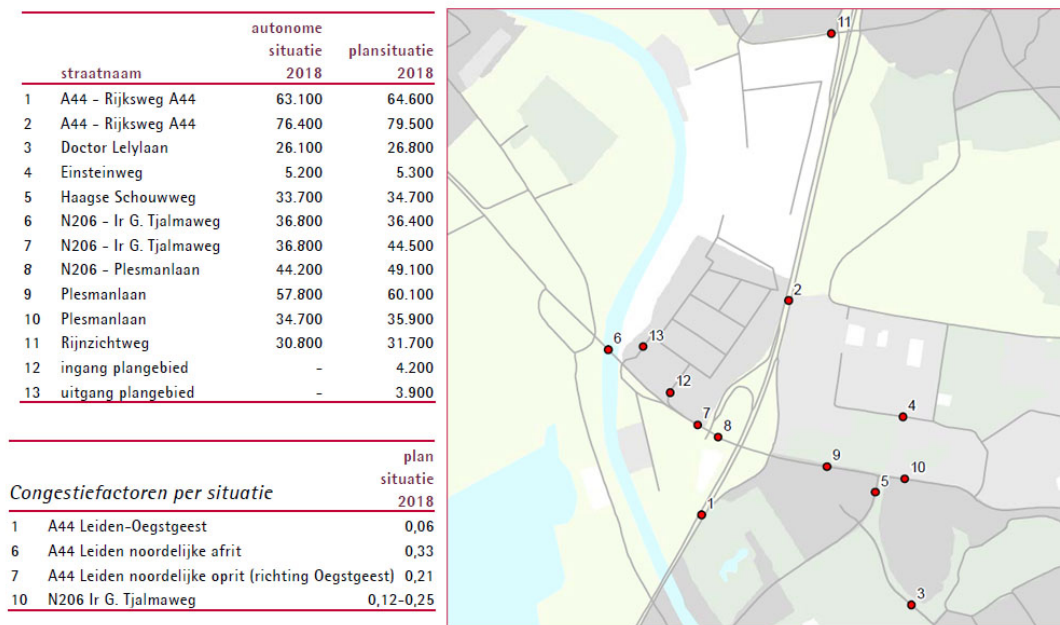 autonome
situatie plansituatie
straatnaam 2018 2018
1 A44 - Rijksweg A44 63.100 64.600
2 A44 - Rijksweg A44 76.400 79.500
3 Doctor Lelylaan 26.100 26.800
4 Einsteinweg 5.200 5.300
5 Haagse Schouwweg 33.700 34.700
6 N206 - Ir G. Tjalmaweg 36.800 36.400
7 N206 - Ir G. Tjalmaweg 36.800 44.500
8 N206 - Plesmanlaan 44.200 49.100
9 Plesmanlaan 57.800 60.100
10 Plesmanlaan 34.700 35.900
11 Rijnzichtweg 30.800 31.700
12 ingang plangebied - 4.200
13 uitgang plangebied - 3.900
plan
situatie
Congestiefactoren per situatie 2018
1 A44 Leiden-Oegstgeest 0,06
6 A44 Leiden noordelijke afrit 0,33
7 A44 Leiden noordelijke oprit (richting Oegstgeest) 0,21
10 N206 Ir G. Tjalmaweg 0,12-0,25
11
2
6
13
12
7
8
4
9
10
5
1
3